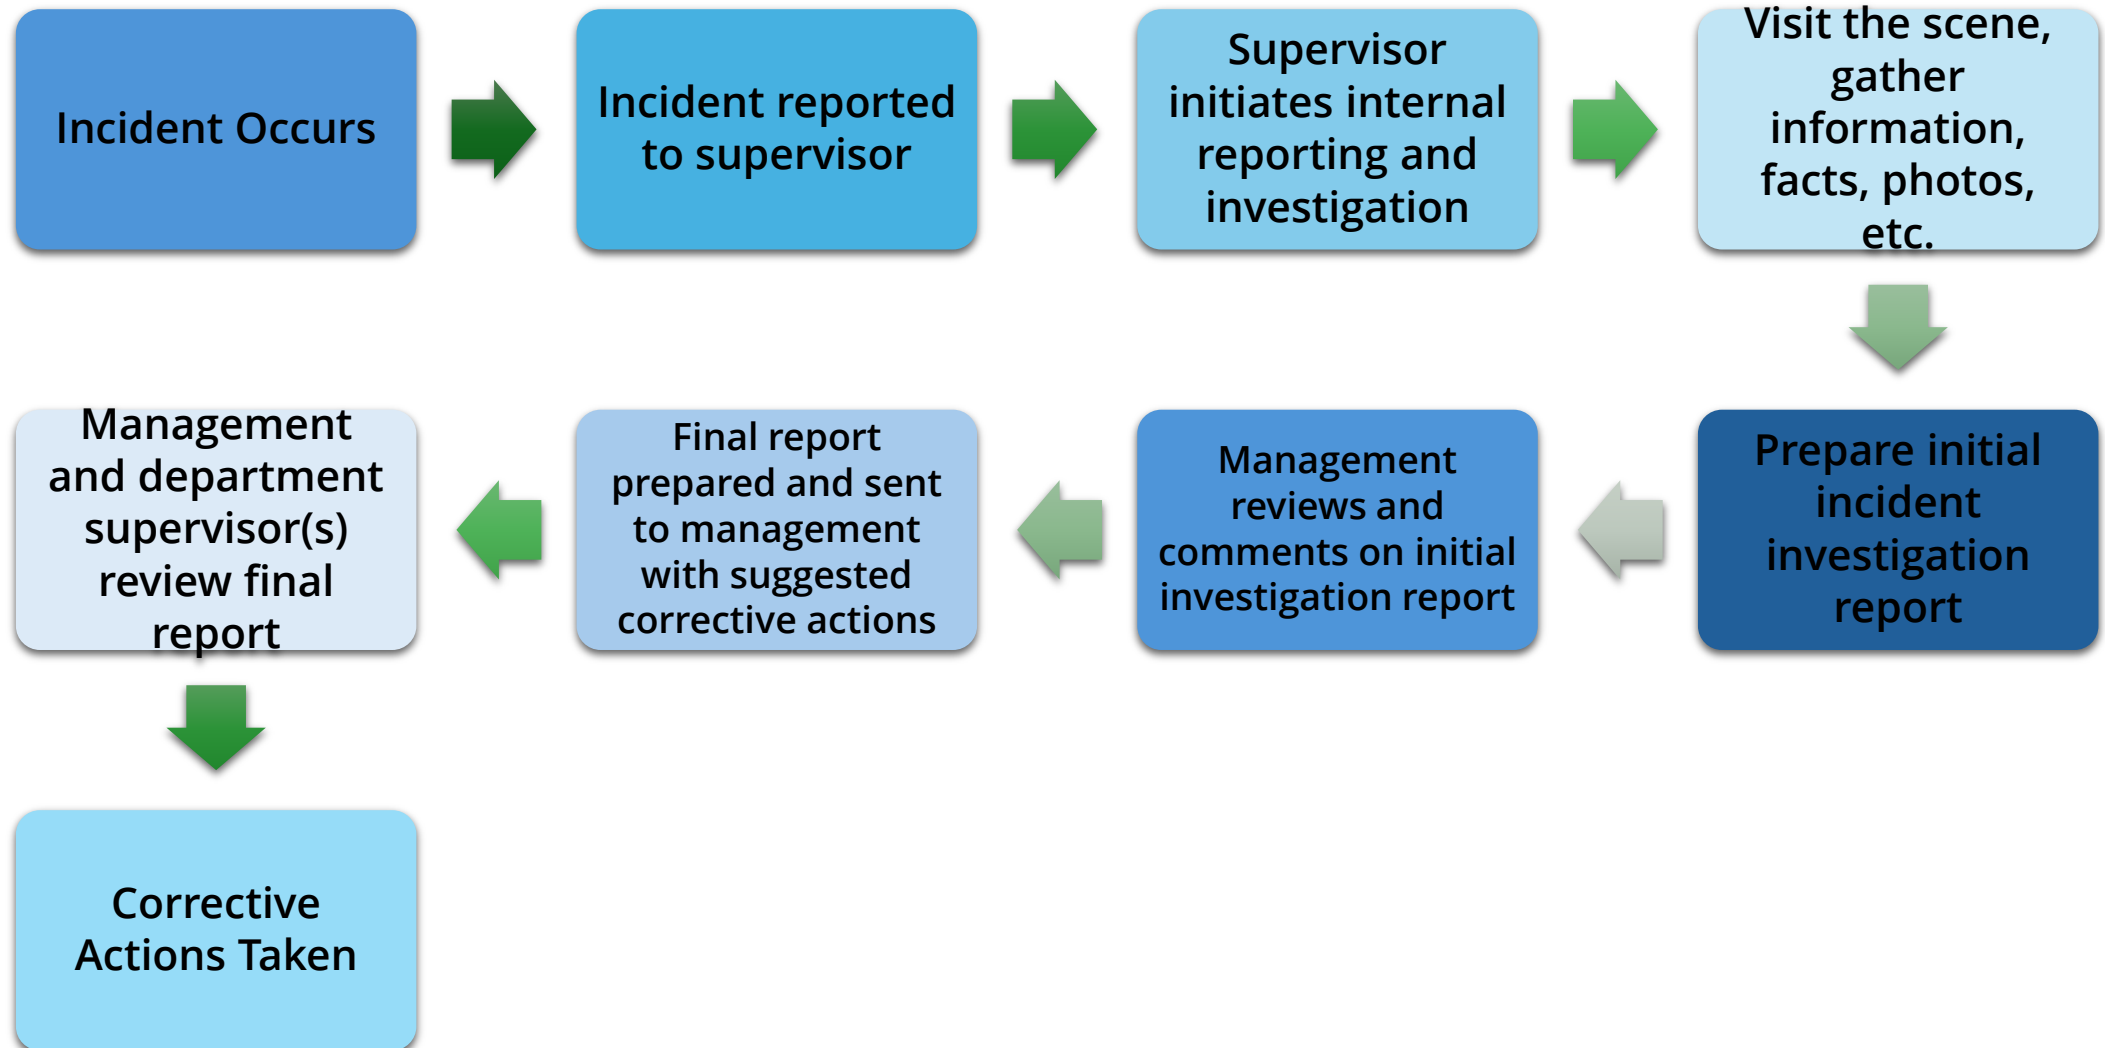 Incident Occurs
Incident reported
to supervisor
Supervisor
initiates internal
reporting and
investigation
Visit the scene,
gather
information,
facts, photos,
etc.
Prepare initial
incident
investigation
report
Management
reviews and
comments on initial
investigation report
Final report
prepared and sent
to management
with suggested
corrective actions
Management
and department
supervisor(s)
review final
report
Corrective
Actions Taken